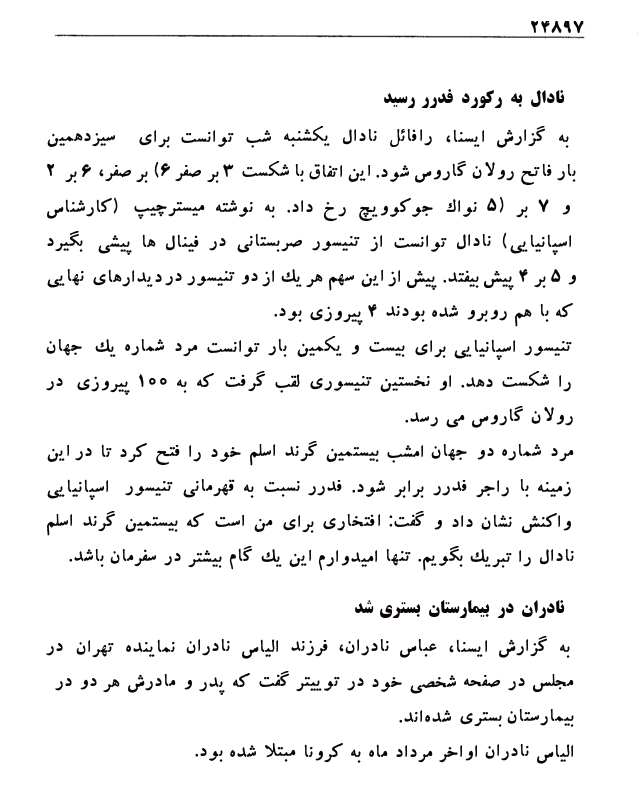 ۲۴۸۹۷
نادال به رکورد فدرر رسید
به گزارش ایسنا، رافائل نادال یکشنبه شب توانست برای سیزدهمین
بار فاتح رولان گاروس شود. این اتفاق با شکست ۳ بر صفر ۶) بر صفر، ۶ بر ۲
و ۷ بر (۵ نواك جوکوویچ رخ داد. به نوشته میسترچیپ (کارشناس
اسپانیایی) نادال توانست از تنیسور صربستانی در فینال ها پیشی بگیرد
و ۵ بر ۴ پیش بیفتد. پیش از این سهم هر یك از دو تنیسور در دیدارهای نهایی
که با هم روبرو شده بودند ۴ پیروزی بود.
تنیسور اسپانیایی برای بیست و یکمین بار توانست مرد شماره یك جهان
را شکست دهد. او نخستین تنیسوری لقب گرفت که به ۱۰۰ پیروزی در
رولان گاروس می رسد.
مرد شماره دو جهان امشب بیستمین گرند اسلم خود را فتح کرد تا در این
زمینه با راجر فدرر برابر شود. فدرر نسبت به قهرمانی تنیسور اسپانیایی
واکنش نشان داد و گفت: افتخاری برای من است که بیستمین گرند اسلم
نادال را تبریك بگویم. تنها امیدوارم این یك گام بیشتر در سفرمان باشد.
نادران در بیمارستان بستری شد
به گزارش ایسنا، عباس نادران، فرزند الیاس نادران نماینده تهران در
مجلس در صفحه شخصی خود در توییتر گفت که پدر و مادرش هر دو در
بیمارستان بستری شده‌اند.
الیاس نادران اواخر مرداد ماه به کرونا مبتلا شده بود.